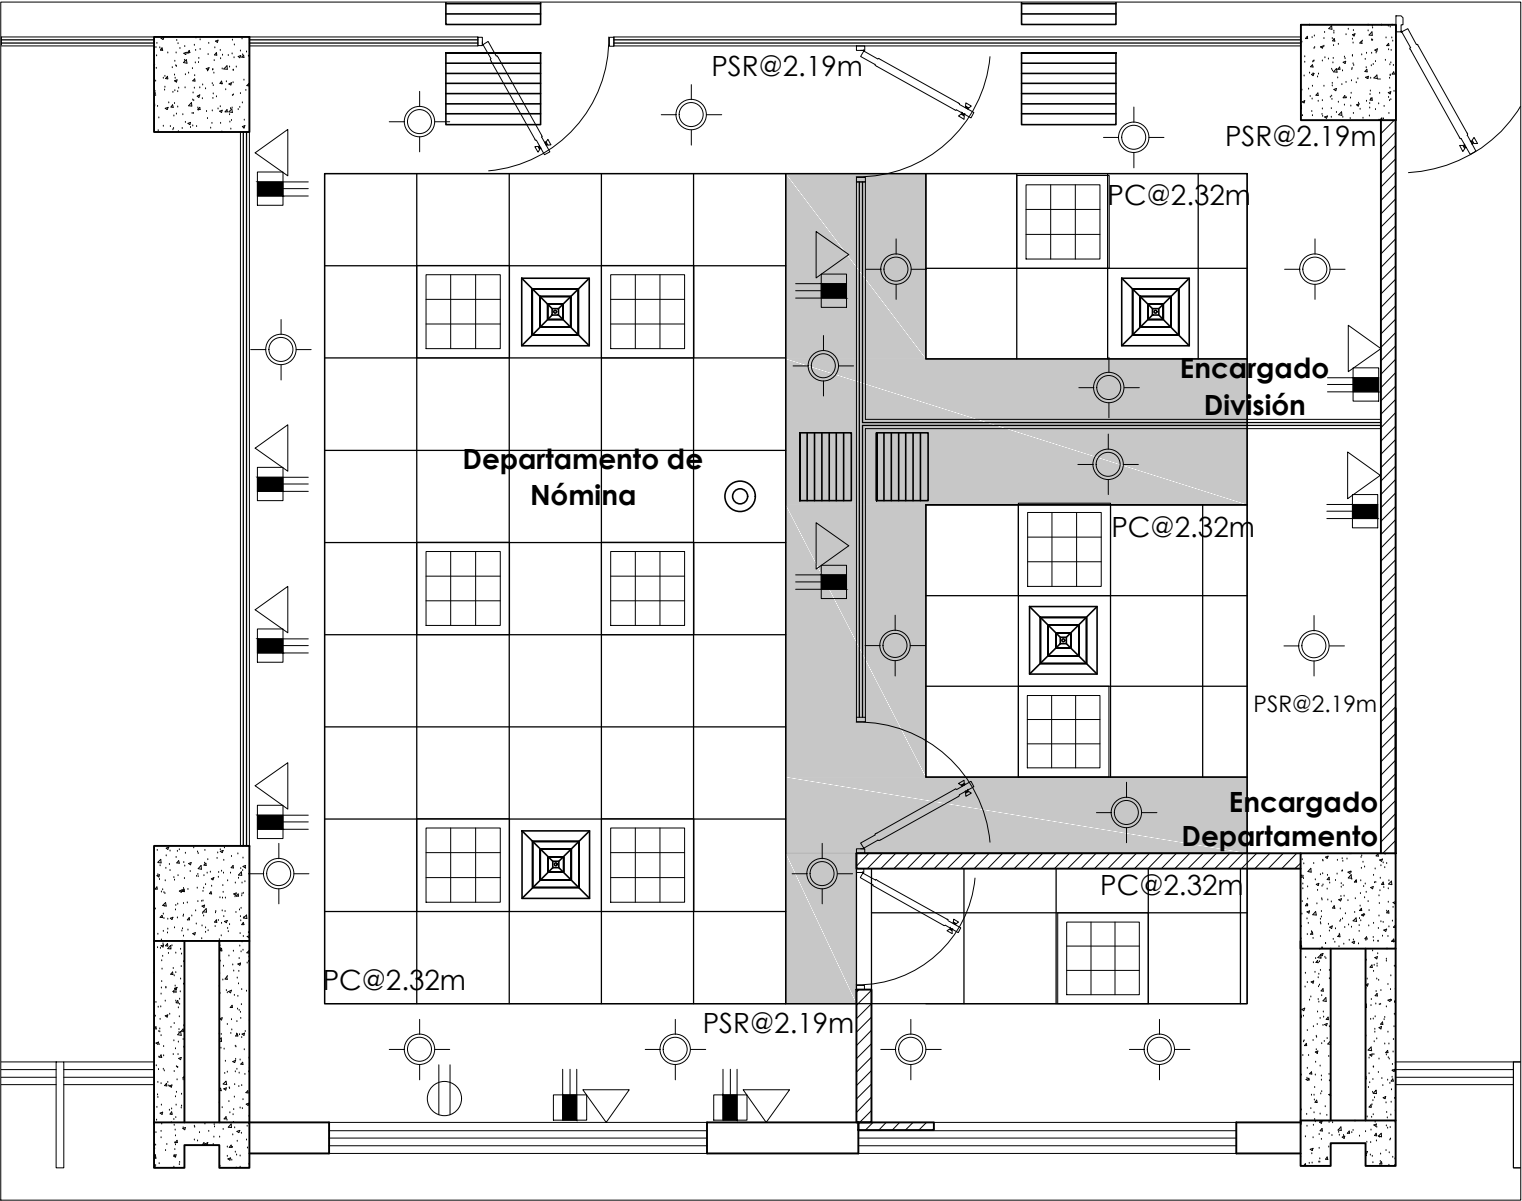 PSR@2.19m
PSR@2.19m
PC@2.32m
Encargado
División
Departamento de
Nómina
PC@2.32m
PSR@2.19m
Encargado
Departamento
PC@2.32m
PC@2.32m
PSR@2.19m